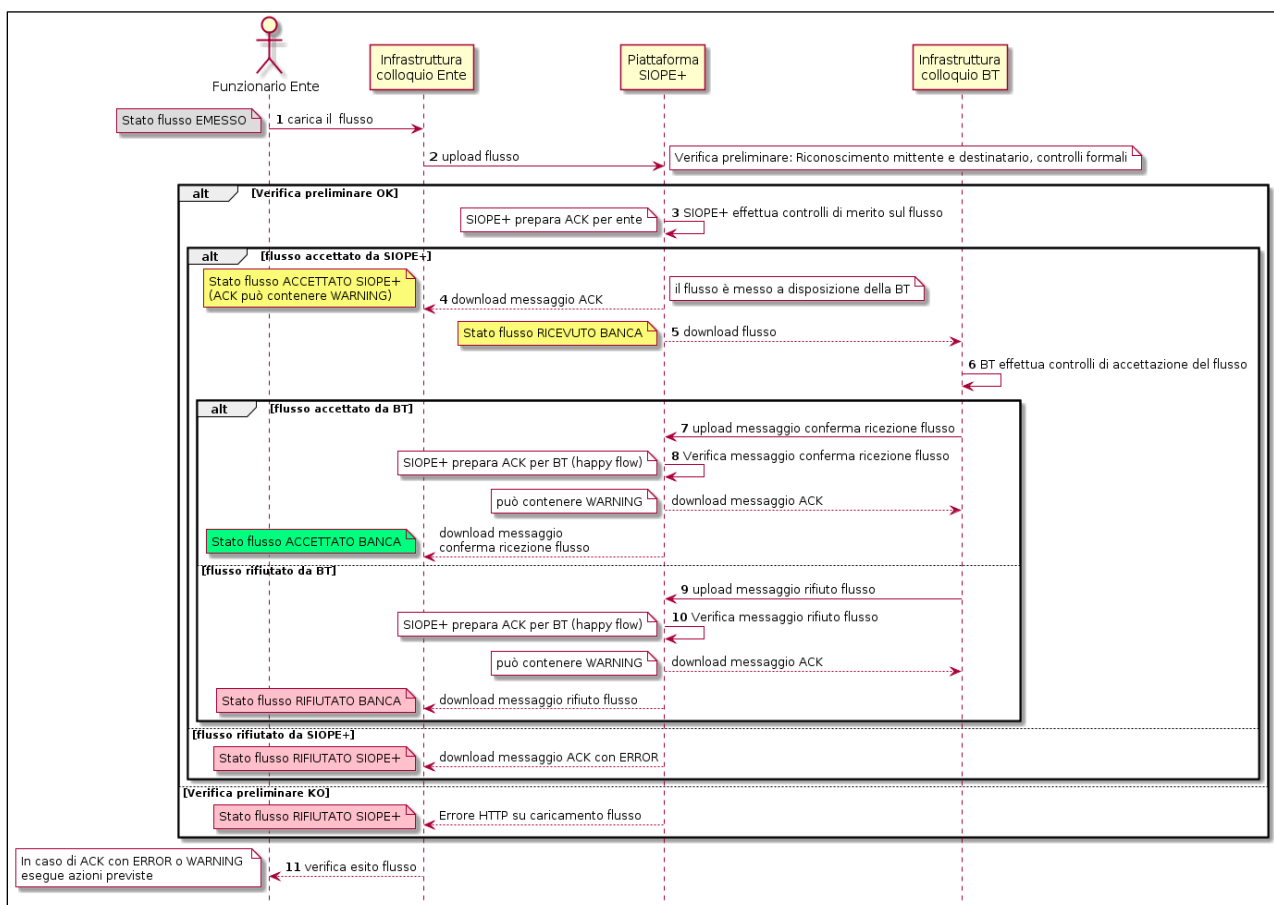 Funzionario Ente
Infrastruttura
colloquio Ente
Piattaforma
SIOPE+
Infrastruttura
colloquio BT
Stato flusso EMESSO
1 carica il flusso
2 upload flusso
Verifica preliminare: Riconoscimento mittente e destinatario, controlli formali
alt
[Verifica preliminare OK]
SIOPE+ prepara ACK per ente
3 SIOPE+ effettua controlli di merito sul flusso
alt
[flusso accettato da SIOPE+]
Stato flusso ACCETTATO SIOPE+
(ACK può contenere WARNING)
4 download messaggio ACK
il flusso è messo a disposizione della BT
Stato flusso RICEVUTO BANCA
5 download flusso
6 BT effettua controlli di accettazione del flusso
alt
[flusso accettato da BT]
7 upload messaggio conferma ricezione flusso
SIOPE+ prepara ACK per BT (happy flow)
8 Verifica messaggio conferma ricezione flusso
può contenere WARNING
download messaggio ACK
Stato flusso ACCETTATO BANCA
download messaggio
conferma ricezione flusso
[flusso rifiutato da BT]
9 upload messaggio rifiuto flusso
SIOPE+ prepara ACK per BT (happy flow)
10 Verifica messaggio rifiuto flusso
può contenere WARNING
download messaggio ACK
Stato flusso RIFIUTATO BANCA
download messaggio rifiuto flusso
[flusso rifiutato da SIOPE+]
Stato flusso RIFIUTATO SIOPE+
download messaggio ACK con ERROR
[Verifica preliminare KO]
Stato flusso RIFIUTATO SIOPE+
Errore HTTP su caricamento flusso
In caso di ACK con ERROR o WARNING
esegue azioni previste
11 verifica esito flusso